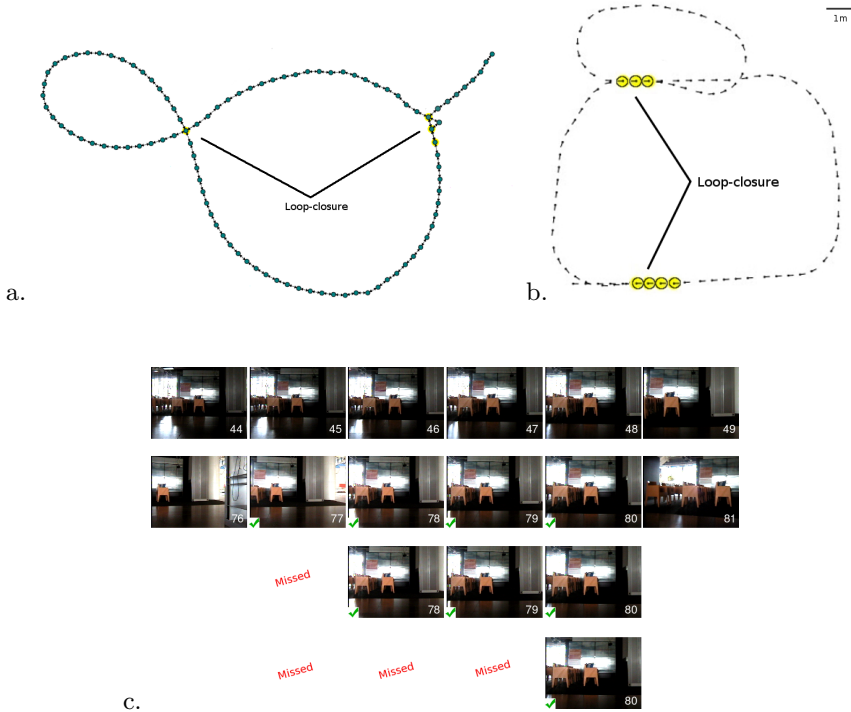 1m
Loop-closure
Loop-closure
a.
b.
44 45 46 47 48 49
76 77 78 79 80 81
Missed 78 79 80
Missed Missed Missed 80
c.